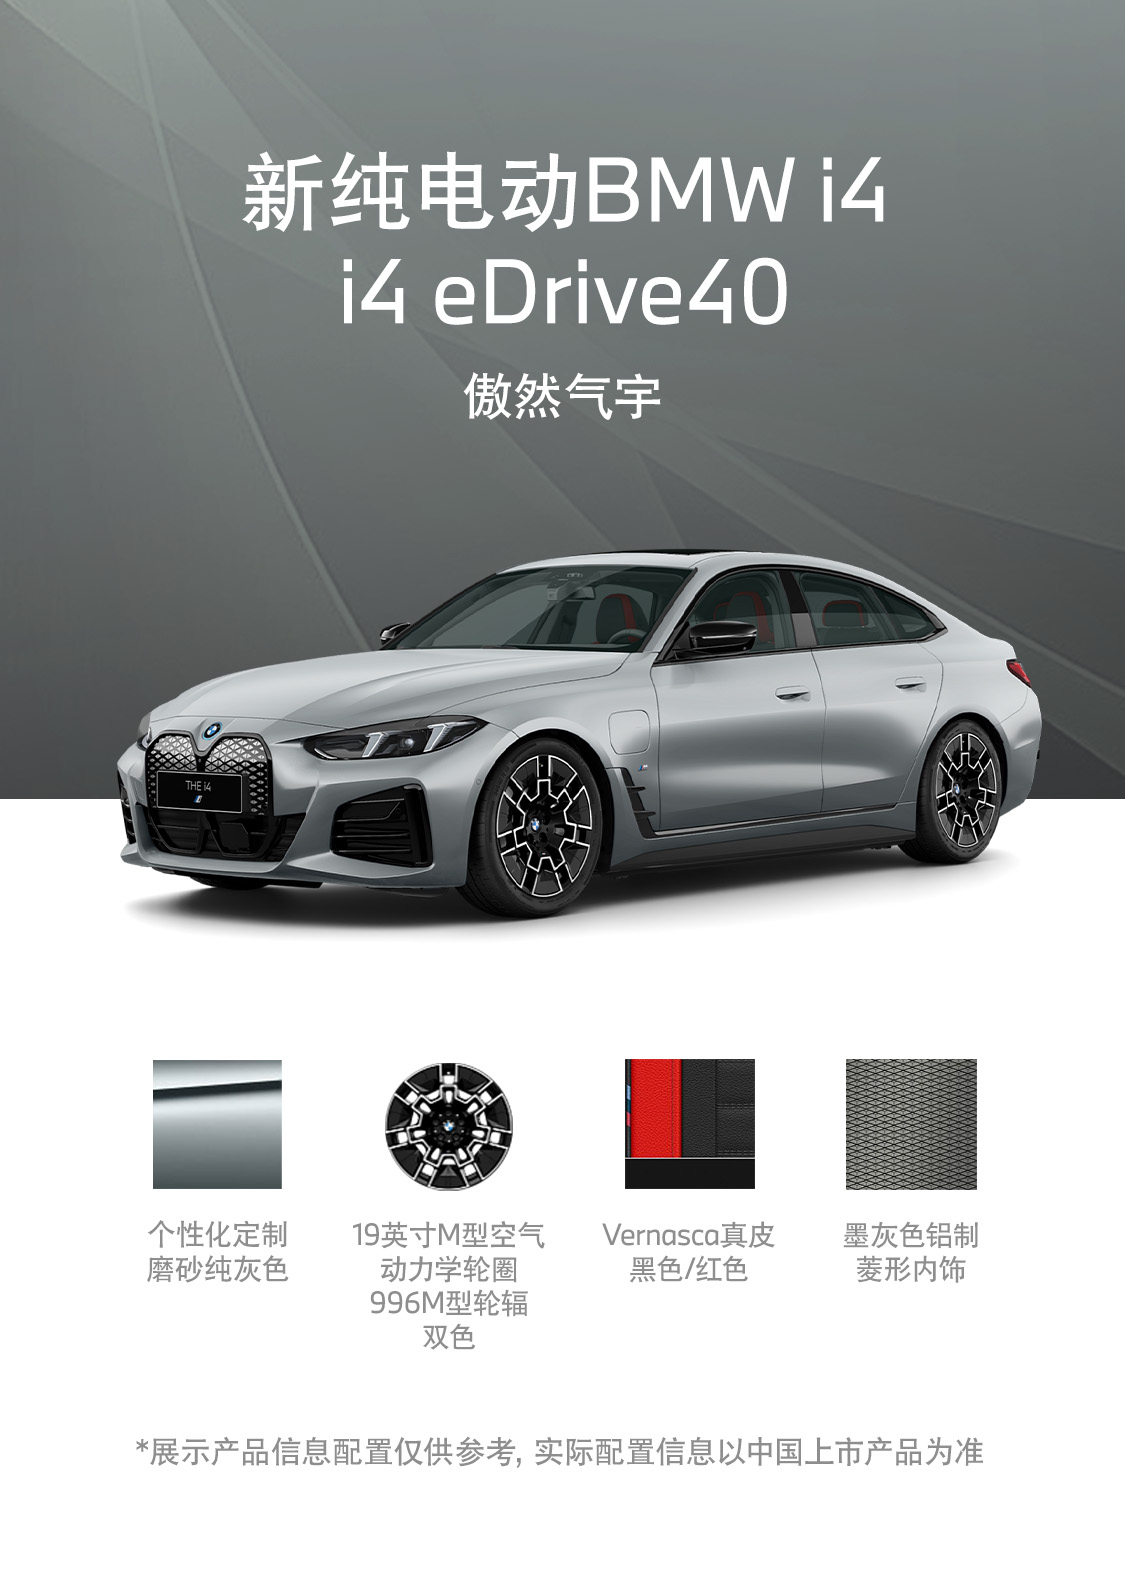 新纯电动BMW i4
i4 eDrive40
傲然气宇
THE i4
个性化定制
磨砂纯灰色
19英寸M型空气
动力学轮圈
996M型轮辐
双色
Vernasca真皮
黑色/红色
墨灰色铝制
菱形内饰
*展示产品信息配置仅供参考, 实际配置信息以中国上市产品为准